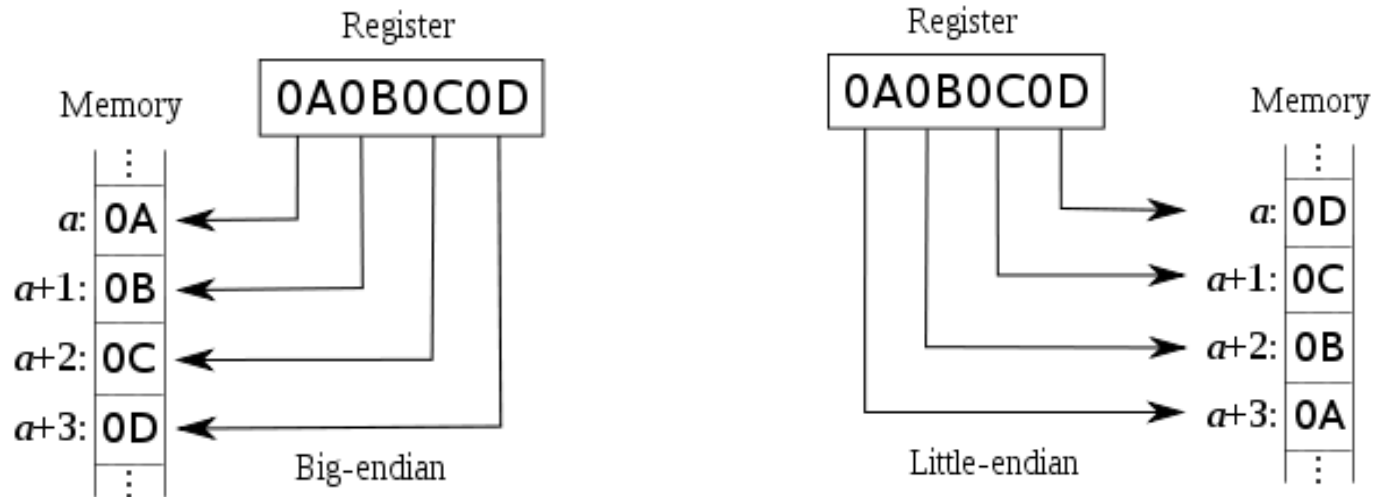 Register
0A0B0C0D
Memory
⋮
a: 0A
a+1: 0B
a+2: 0C
a+3: 0D
⋮
Big-endian
Register
0A0B0C0D
Memory
⋮
a: 0D
a+1: 0C
a+2: 0B
a+3: 0A
⋮
Little-endian